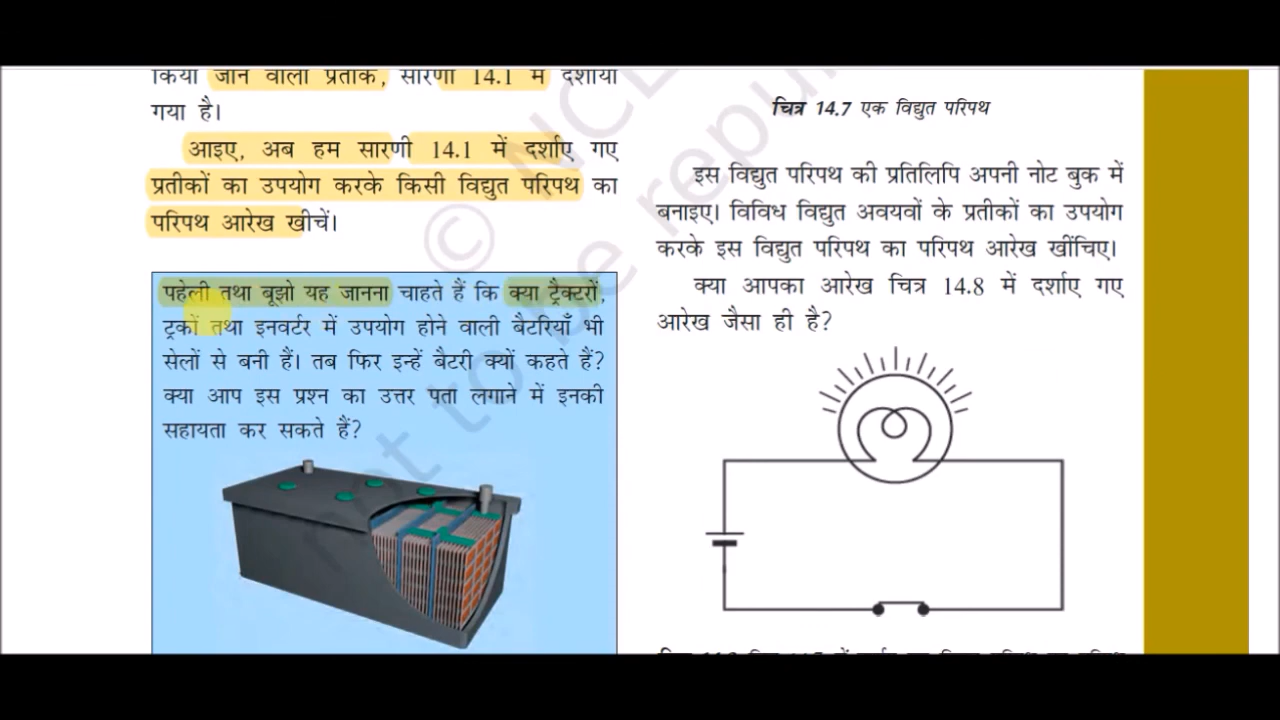 किया जाने वाला प्रतीक, सारणी 14.1 में दर्शाया
गया है।
आइए, अब हम सारणी 14.1 में दर्शाए गए
प्रतीकों का उपयोग करके किसी विद्युत परिपथ का
परिपथ आरेख खीचें।
पहेली तथा बूझो यह जानना चाहते हैं कि क्या ट्रैक्टरों,
ट्रकों तथा इनवर्टर में उपयोग होने वाली बैटरियाँ भी
सेलों से बनी हैं। तब फिर इन्हें बैटरी क्यों कहते हैं?
क्या आप इस प्रश्न का उत्तर पता लगाने में इनकी
सहायता कर सकते हैं?
चित्र 14.7 एक विद्युत परिपथ
इस विद्युत परिपथ की प्रतिलिपि अपनी नोट बुक में
बनाइए। विविध विद्युत अवयवों के प्रतीकों का उपयोग
करके इस विद्युत परिपथ का परिपथ आरेख खींचिए।
क्या आपका आरेख चित्र 14.8 में दर्शाए गए
आरेख जैसा ही है?
not to be republ